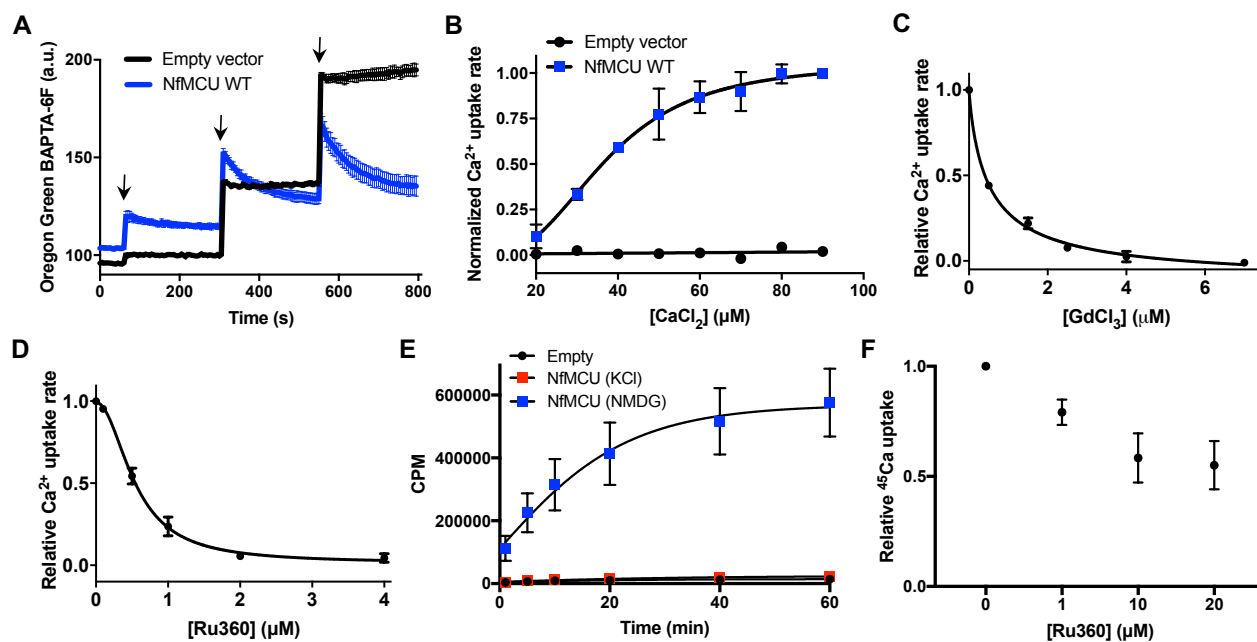 A
Empty vector
NfMCU WT
Oregon Green BAPTA-6F (a.u.)
200
150
100
0
200
400
600
800
Time (s)
B
Empty vector
NfMCU WT
Normalized Ca²⁺ uptake rate
1.00
0.75
0.50
0.25
0.00
20
40
60
80
100
[CaCl₂] (μM)
C
Relative Ca²⁺ uptake rate
1.0
0.5
0.0
0
2
4
6
[GdCl₃] (μM)
D
Relative Ca²⁺ uptake rate
1.0
0.5
0.0
0
1
2
3
4
[Ru360] (μM)
E
Empty
NfMCU (KCl)
NfMCU (NMDG)
CPM
600000
400000
200000
0
0
20
40
60
Time (min)
F
Relative ⁴⁵Ca uptake
1.0
0.5
0.0
0
1
10
20
[Ru360] (μM)